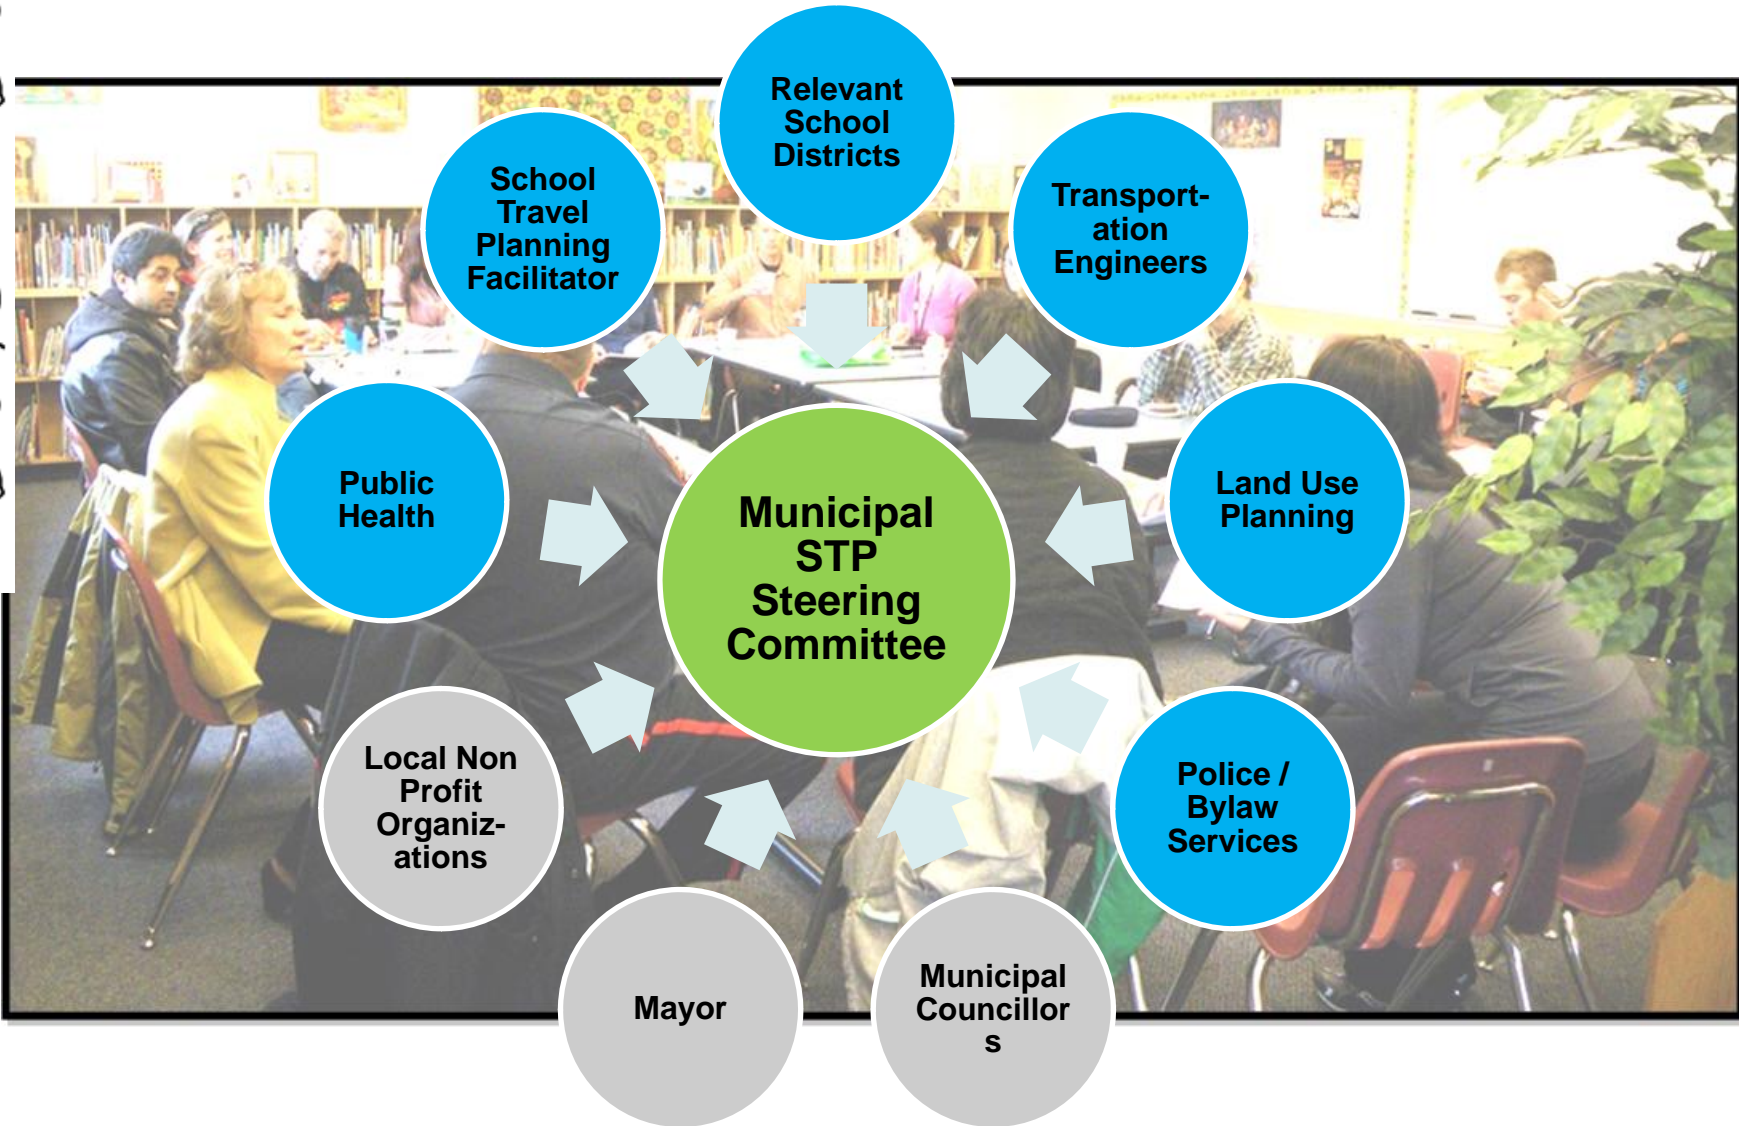 Relevant
School
Districts
School
Travel
Planning
Facilitator
Transport-
ation
Engineers
Public
Health
Municipal
STP
Steering
Committee
Land Use
Planning
Local Non
Profit
Organiz-
ations
Police /
Bylaw
Services
Mayor
Municipal
Councillor
s